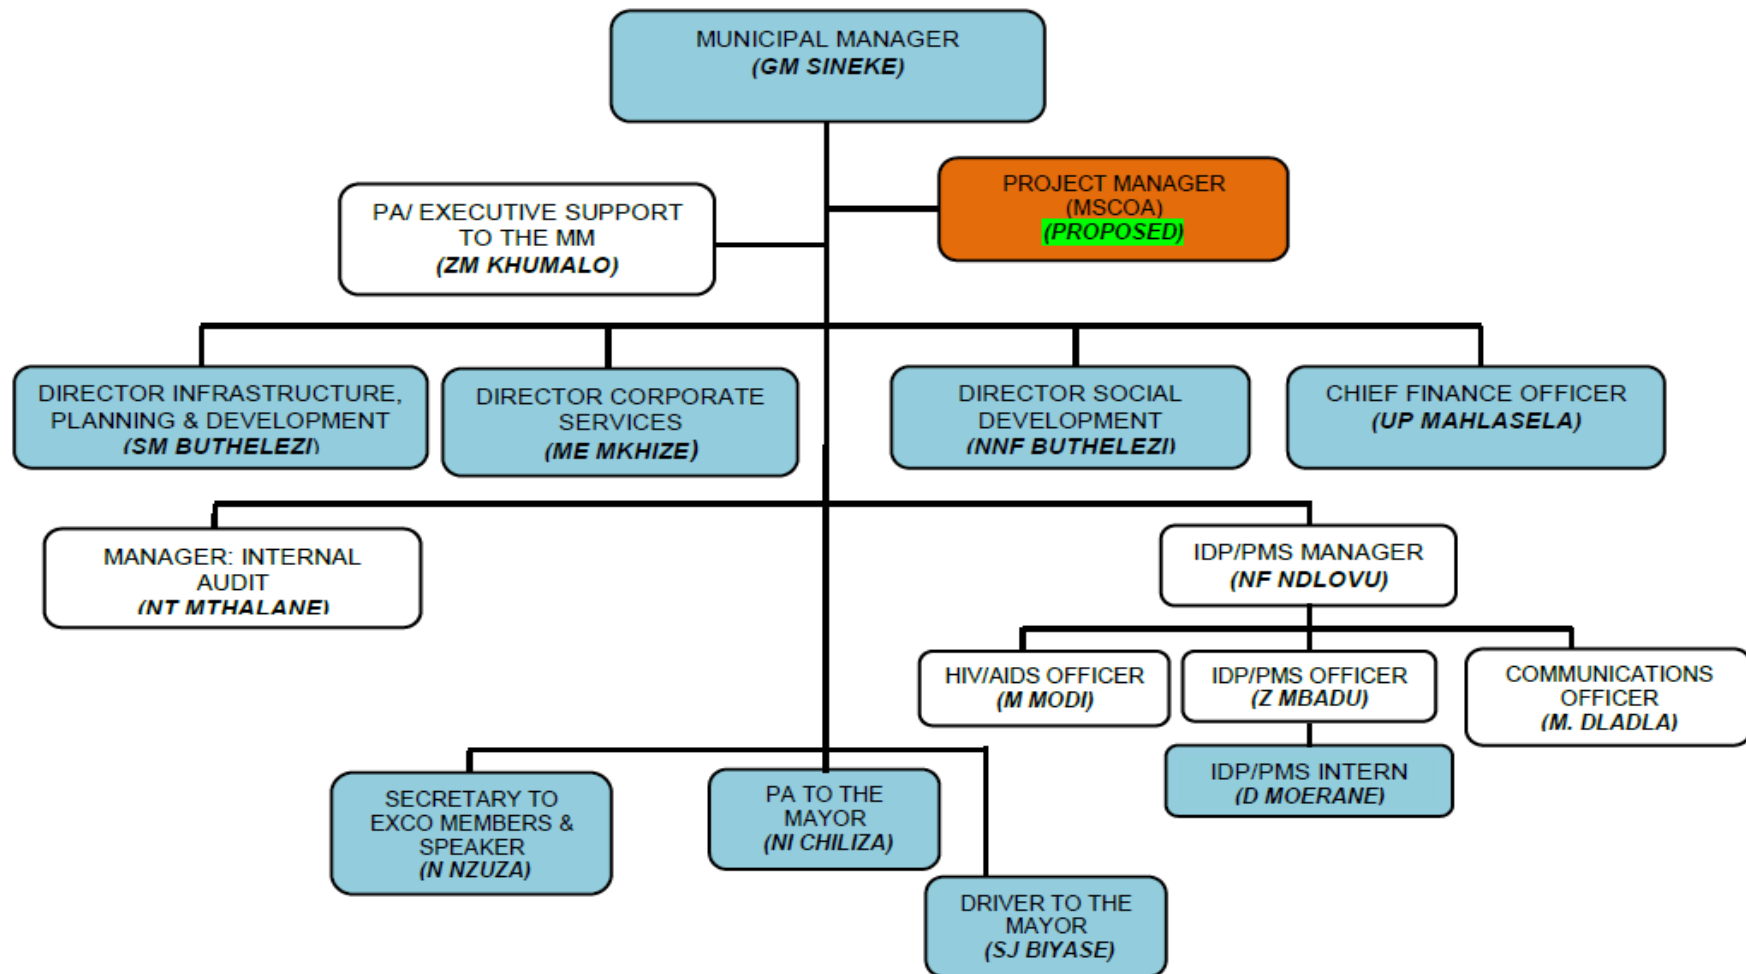 MUNICIPAL MANAGER
(GM SINEKE)
PROJECT MANAGER
(MSCOA)
(PROPOSED)
PA/ EXECUTIVE SUPPORT
TO THE MM
(ZM KHUMALO)
DIRECTOR INFRASTRUCTURE,
PLANNING & DEVELOPMENT
(SM BUTHELEZI)
DIRECTOR CORPORATE
SERVICES
(ME MKHIZE)
DIRECTOR SOCIAL
DEVELOPMENT
(NNF BUTHELEZI)
CHIEF FINANCE OFFICER
(UP MAHLASELA)
MANAGER: INTERNAL
AUDIT
(NT MTHALANE)
IDP/PMS MANAGER
(NF NDLOVU)
HIV/AIDS OFFICER
(M MODI)
IDP/PMS OFFICER
(Z MBADU)
COMMUNICATIONS
OFFICER
(M. DLADLA)
IDP/PMS INTERN
(D MOERANE)
SECRETARY TO
EXCO MEMBERS &
SPEAKER
(N NZUZA)
PA TO THE
MAYOR
(NI CHILIZA)
DRIVER TO THE
MAYOR
(SJ BIYASE)